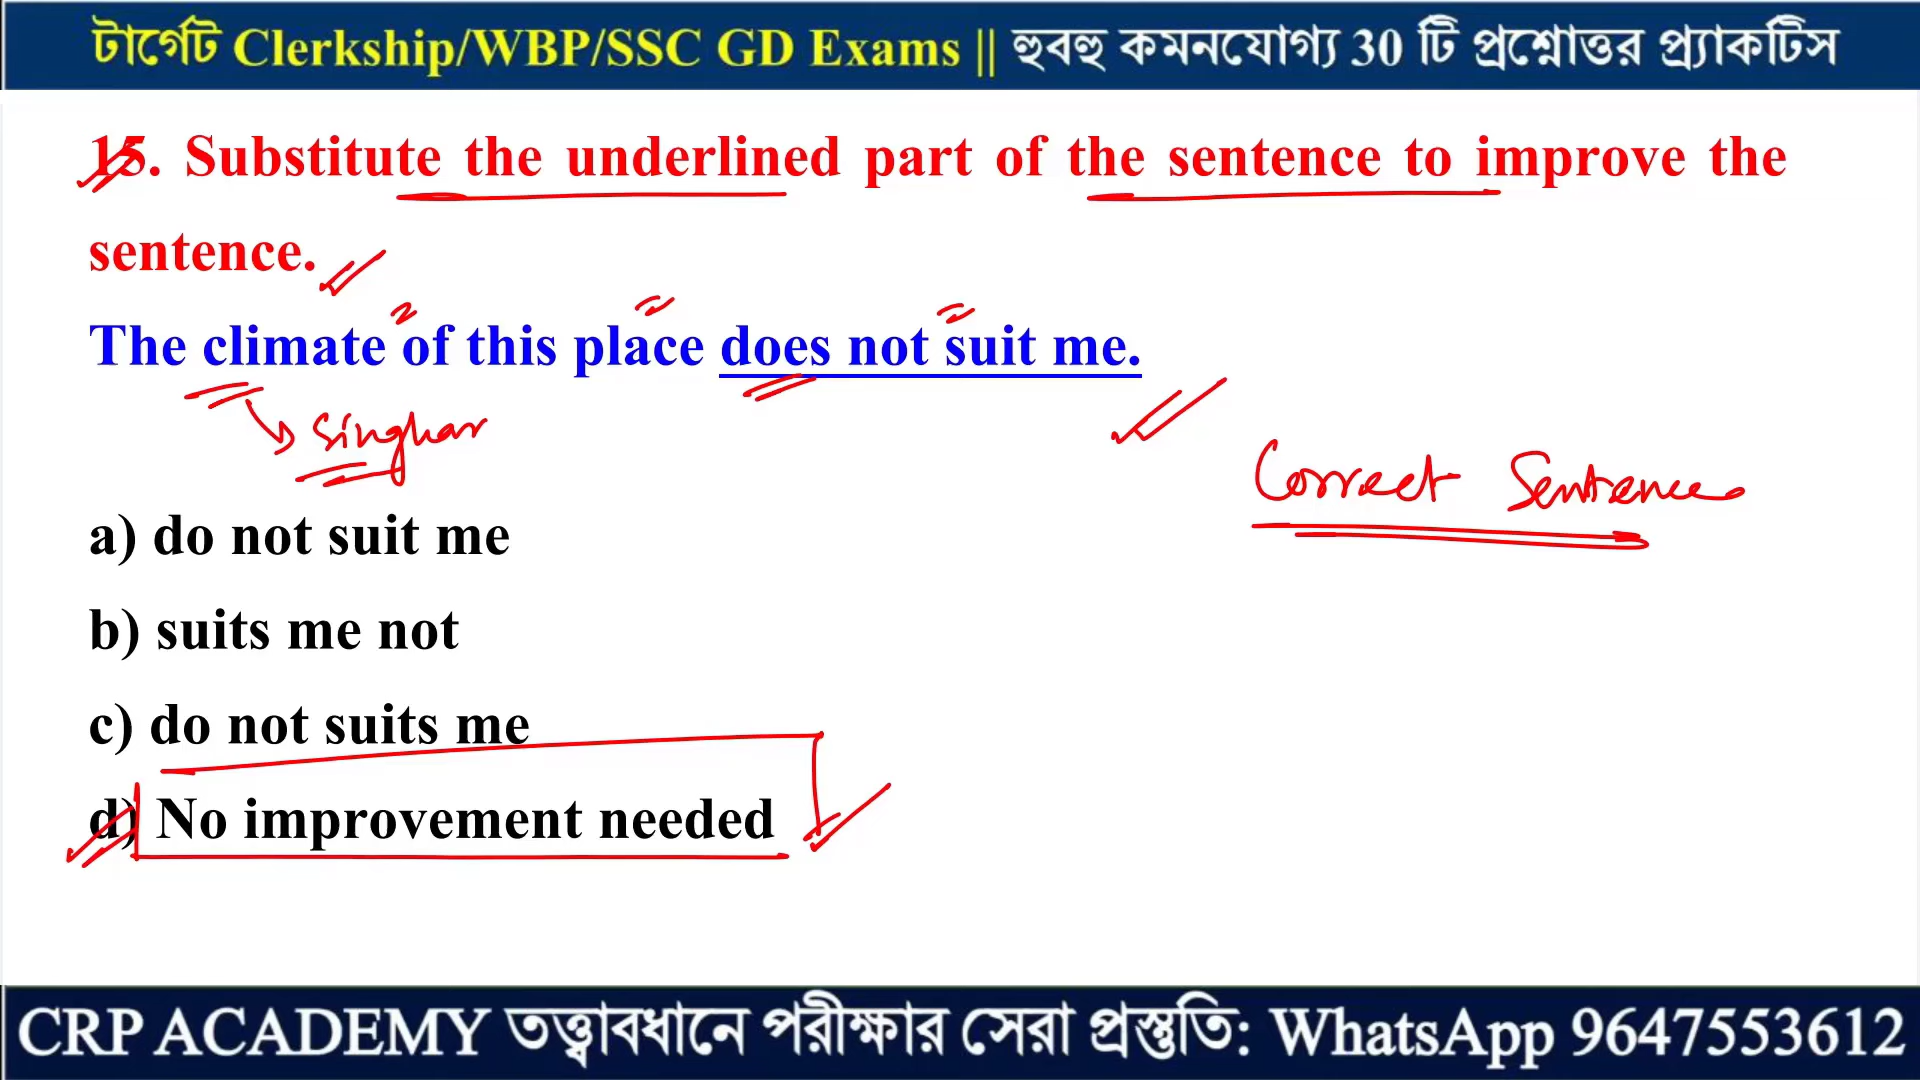 টার্গেট Clerkship/WBP/SSC GD Exams || হুবহু কমনযোগ্য 30 টি প্রশ্নোত্তর প্র্যাকটিস
15. Substitute the underlined part of the sentence to improve the
sentence.
The climate of this place does not suit me.
singhar
Correct Sentence
a) do not suit me
b) suits me not
c) do not suits me
d) No improvement needed
CRP ACADEMY তত্ত্বাবধানে পরীক্ষার সেরা প্রস্তুতি: WhatsApp 9647553612